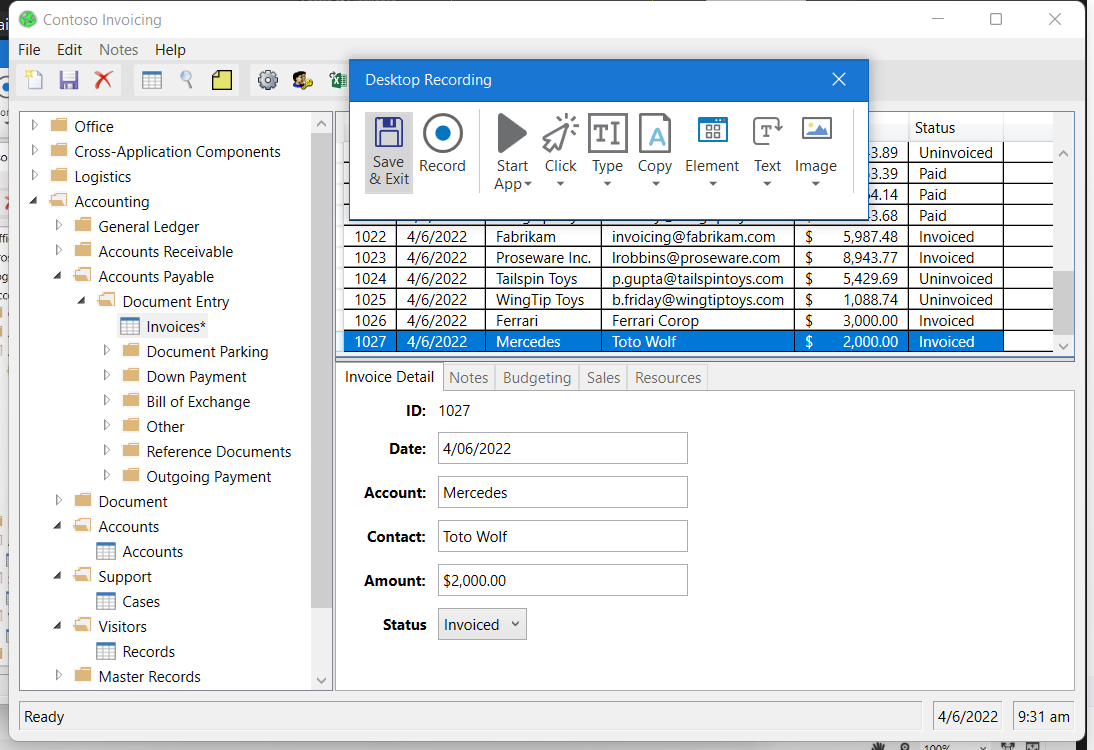 Contoso Invoicing
File Edit Notes Help
Desktop Recording
Save & Exit
Record
Start App
Click
Type
Copy
Element
Text
Image
Office
Cross-Application Components
Logistics
Accounting
General Ledger
Accounts Receivable
Accounts Payable
Document Entry
Invoices*
Document Parking
Down Payment
Bill of Exchange
Other
Reference Documents
Outgoing Payment
Document
Accounts
Accounts
Support
Cases
Visitors
Records
Master Records
Status
3.89 Uninvoiced
3.39 Paid
4.14 Paid
3.68 Paid
1022 4/6/2022 Fabrikam invoicing@fabrikam.com $ 5,987.48 Invoiced
1023 4/6/2022 Proseware Inc. lrobbins@proseware.com $ 8,943.77 Invoiced
1024 4/6/2022 Tailspin Toys p.gupta@tailspintoys.com $ 5,429.69 Uninvoiced
1025 4/6/2022 WingTip Toys b.friday@wingtiptoys.com $ 1,088.74 Uninvoiced
1026 4/6/2022 Ferrari Ferrari Corop $ 3,000.00 Invoiced
1027 4/6/2022 Mercedes Toto Wolf $ 2,000.00 Invoiced
Invoice Detail Notes Budgeting Sales Resources
ID: 1027
Date: 4/06/2022
Account: Mercedes
Contact: Toto Wolf
Amount: $2,000.00
Status Invoiced
Ready 4/6/2022 9:31 am
100%